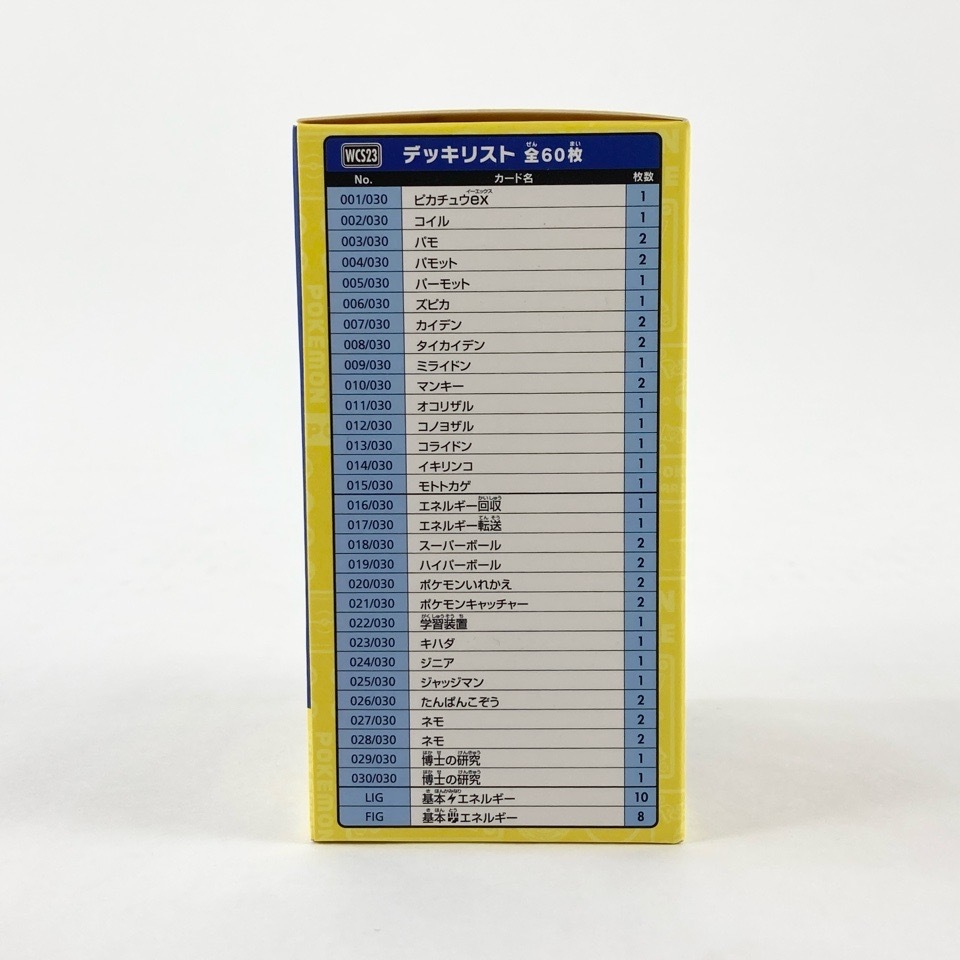 WCS23 デッキリスト 全60枚
No. カード名 枚数
001/030 ピカチュウex 1
002/030 コイル 1
003/030 パモ 2
004/030 パモット 2
005/030 パーモット 1
006/030 ズピカ 1
007/030 カイデン 2
008/030 タイカイデン 2
009/030 ミライドン 1
010/030 マンキー 2
011/030 オコリザル 1
012/030 コノヨザル 1
013/030 コライドン 1
014/030 イキリンコ 1
015/030 モトトカゲ 1
016/030 エネルギー回収 1
017/030 エネルギー転送 1
018/030 スーパーボール 2
019/030 ハイパーボール 2
020/030 ポケモンいれかえ 2
021/030 ポケモンキャッチャー 2
022/030 学習装置 1
023/030 キハダ 1
024/030 ジニア 1
025/030 ジャッジマン 1
026/030 たんぱんこぞう 2
027/030 ネモ 2
028/030 ネモ 2
029/030 博士の研究 1
030/030 博士の研究 1
LIG 基本エネルギー 10
FIG 基本エネルギー 8
POKÉMON
POKÉMON